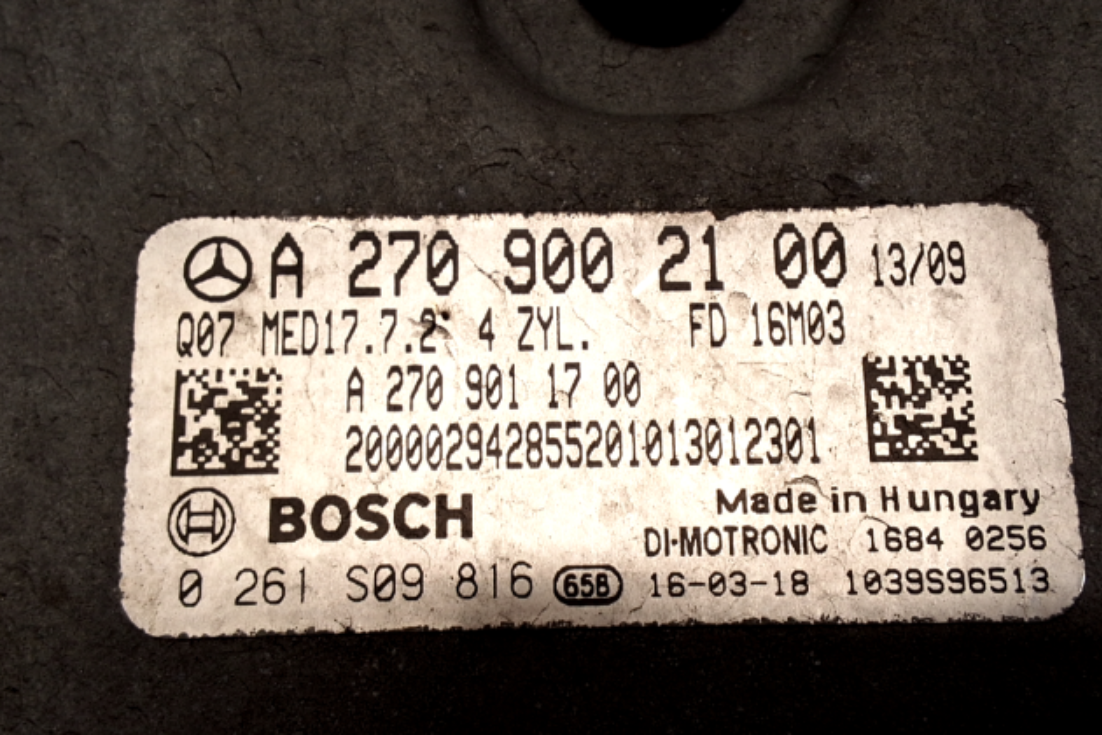 A 270 900 21 00 13/09
Q07 MED17.7.2 4 ZYL. FD 16M03
A 270 901 17 00
200002942855201013012301
BOSCH Made in Hungary
DI·MOTRONIC 1684 0256
0 261 S09 816 65B 16-03-18 1039S96513